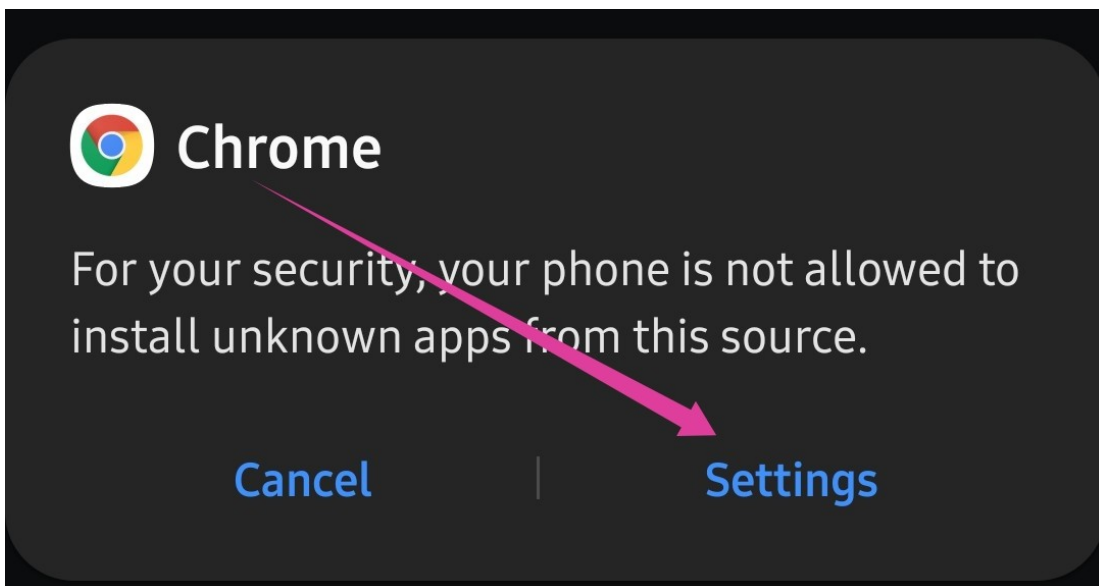 Chrome
For your security, your phone is not allowed to
install unknown apps from this source.
Cancel
Settings